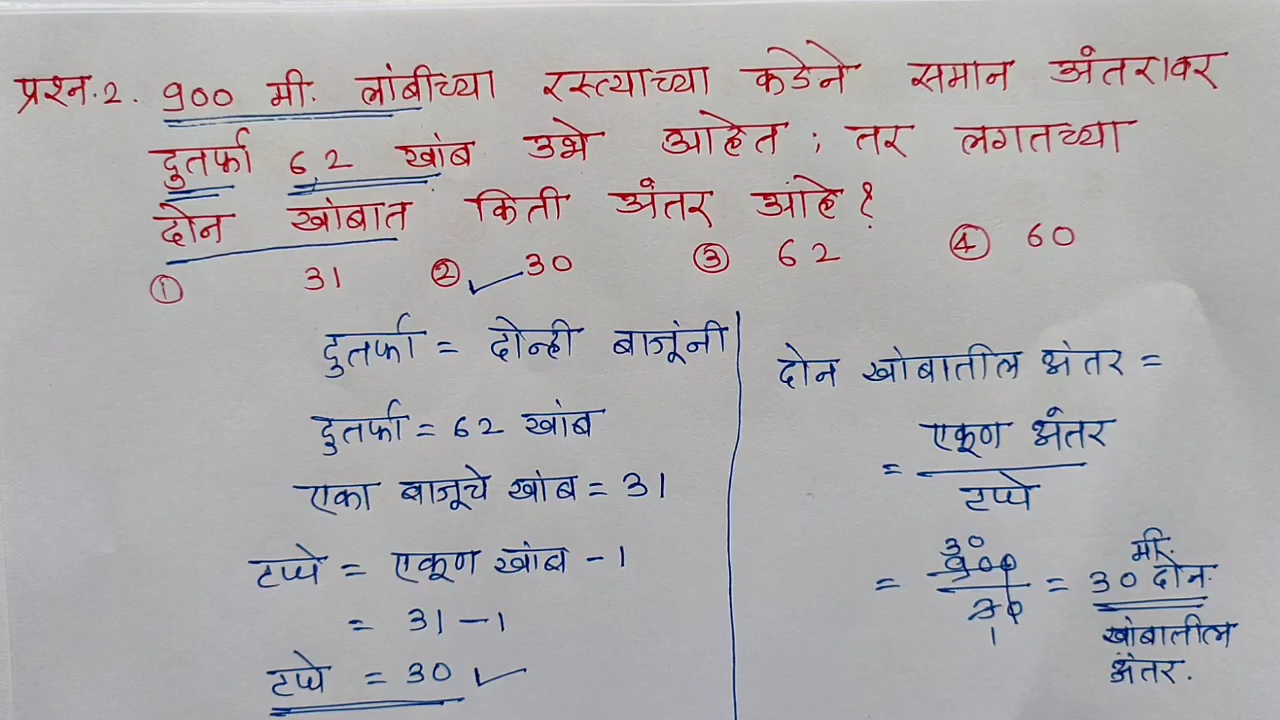 प्रश्न.2. 900 मी. लांबीच्या रस्त्याच्या कडेने समान अंतरावर
दुतर्फा 62 खांब उभे आहेत; तर लगतच्या
दोन खांबात किती अंतर आहे?
① 31 ② 30 ③ 62 ④ 60
दुतर्फा = दोन्ही बाजूंनी
दुतर्फा = 62 खांब
एका बाजूचे खांब = 31
टप्पे = एकूण खांब - 1
= 31 - 1
टप्पे = 30 ✓
दोन खांबातील अंतर =
= एकूण अंतर
टप्पे
30
= 900 = 30 मी. दोन
30
1
खांबातील
अंतर.